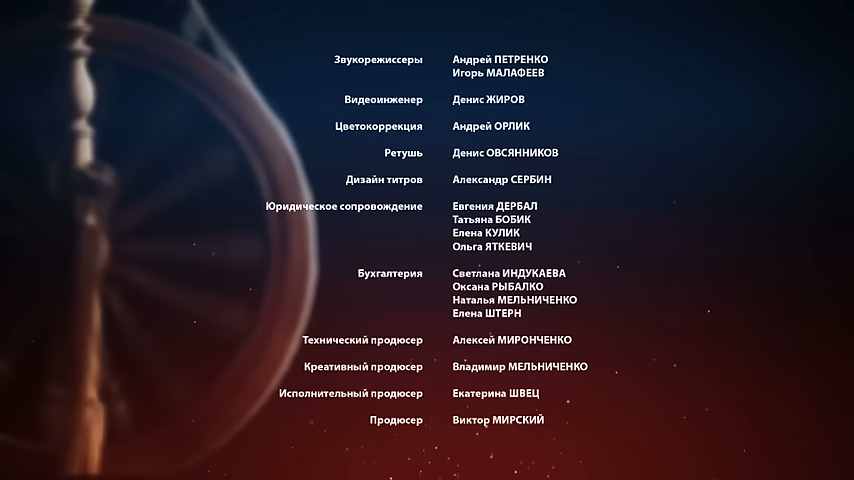 Звукорежиссеры Андрей ПЕТРЕНКО
Игорь МАЛАФЕЕВ
Видеоинженер Денис ЖИРОВ
Цветокоррекция Андрей ОРЛИК
Ретушь Денис ОВСЯННИКОВ
Дизайн титров Александр СЕРБИН
Юридическое сопровождение Евгения ДЕРБАЛ
Татьяна БОБИК
Елена КУЛИК
Ольга ЯТКЕВИЧ
Бухгалтерия Светлана ИНДУКАЕВА
Оксана РЫБАЛКО
Наталья МЕЛЬНИЧЕНКО
Елена ШТЕРН
Технический продюсер Алексей МИРОНЧЕНКО
Креативный продюсер Владимир МЕЛЬНИЧЕНКО
Исполнительный продюсер Екатерина ШВЕЦ
Продюсер Виктор МИРСКИЙ